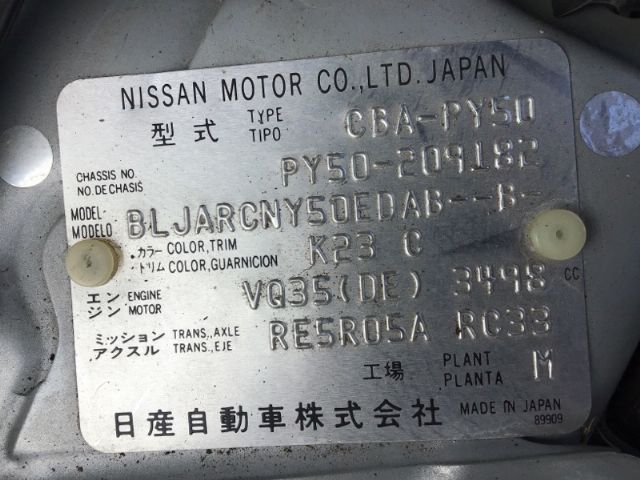 NISSAN MOTOR CO.,LTD. JAPAN
型式 TYPE TIPO CBA-PY50
CHASSIS NO. NO.DE CHASIS PY50-209182
MODEL- MODELO BLJARCNY50EDAB--B-
・カラー COLOR,TRIM K23 C
・トリム COLOR,GUARNICION
エンジン ENGINE MOTOR VQ35(DE) 3498 CC
ミッション TRANS.,AXLE RE5R05A RC33
アクスル TRANS.,EJE
工場 PLANT PLANTA M
日産自動車株式会社 MADE IN JAPAN
89909